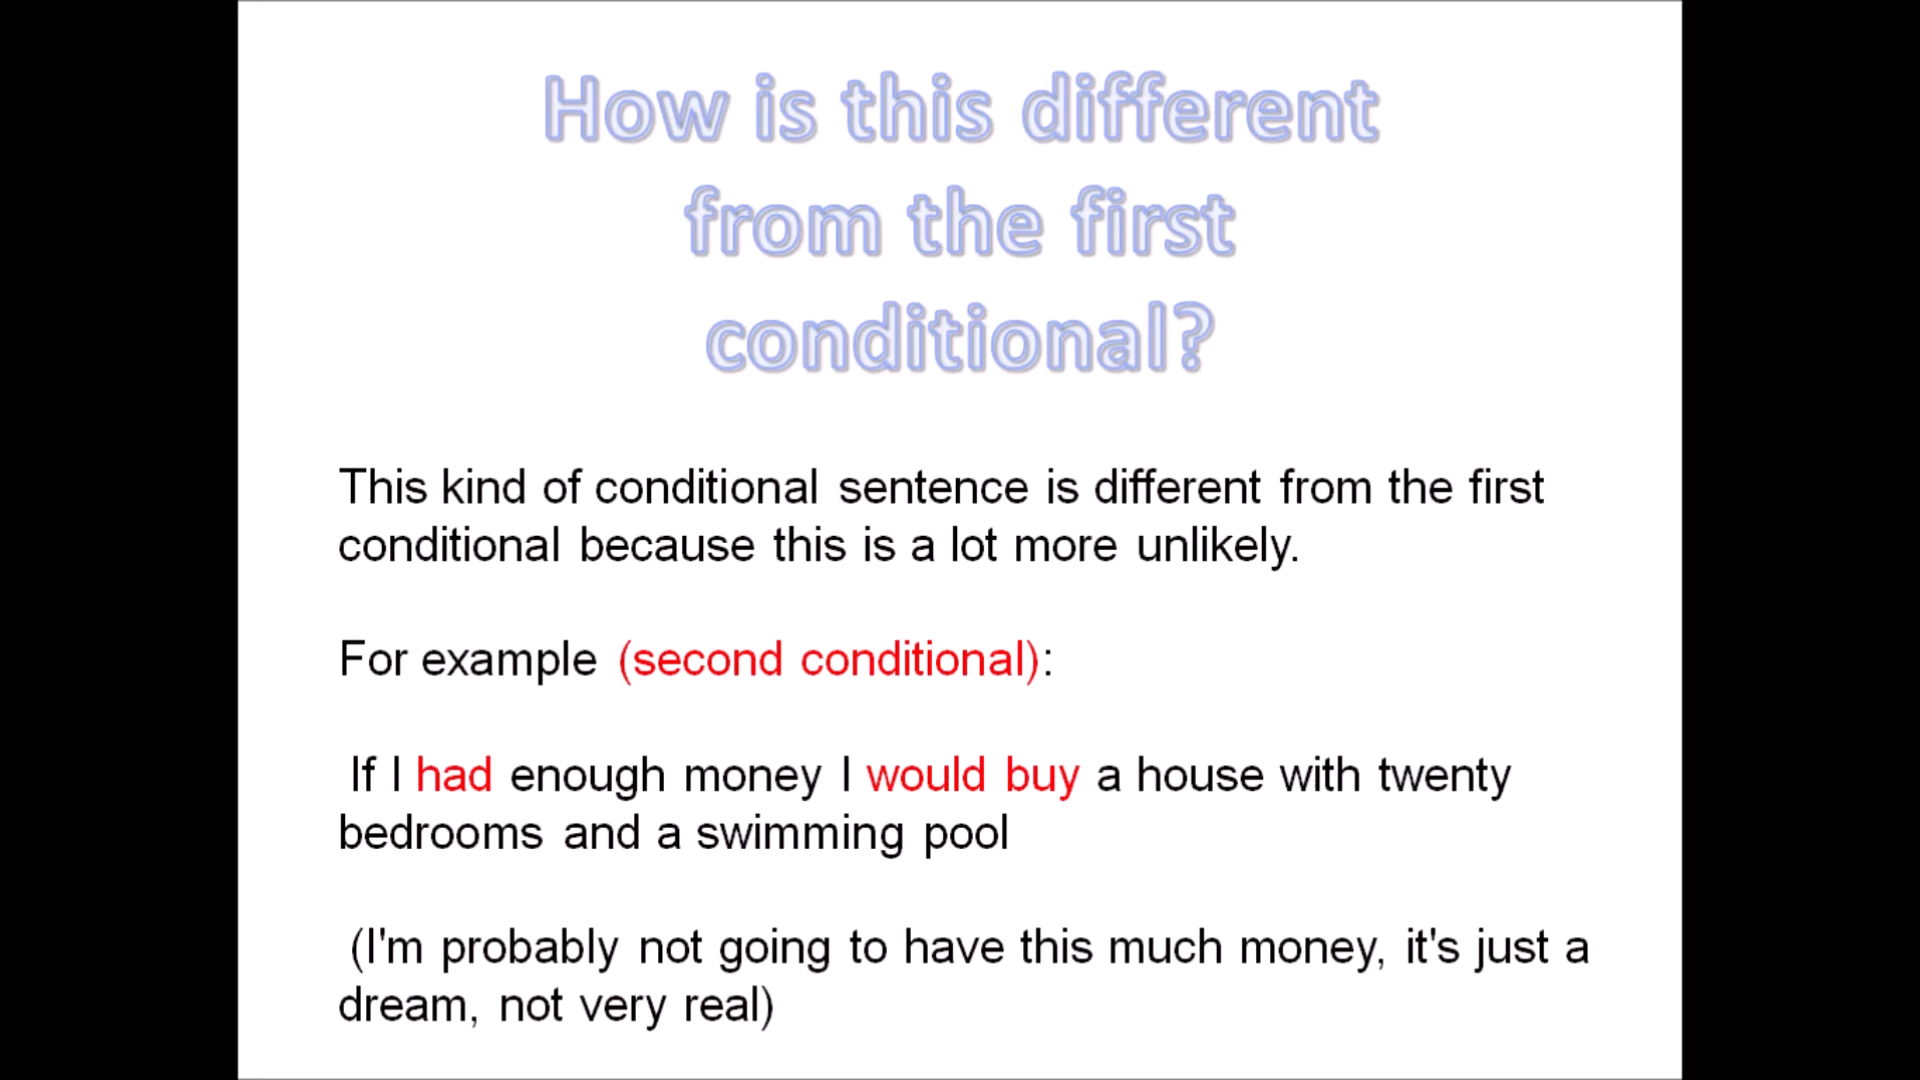 How is this different
from the first
conditional?
This kind of conditional sentence is different from the first
conditional because this is a lot more unlikely.
For example (second conditional):
If I had enough money I would buy a house with twenty
bedrooms and a swimming pool
(I'm probably not going to have this much money, it's just a
dream, not very real)